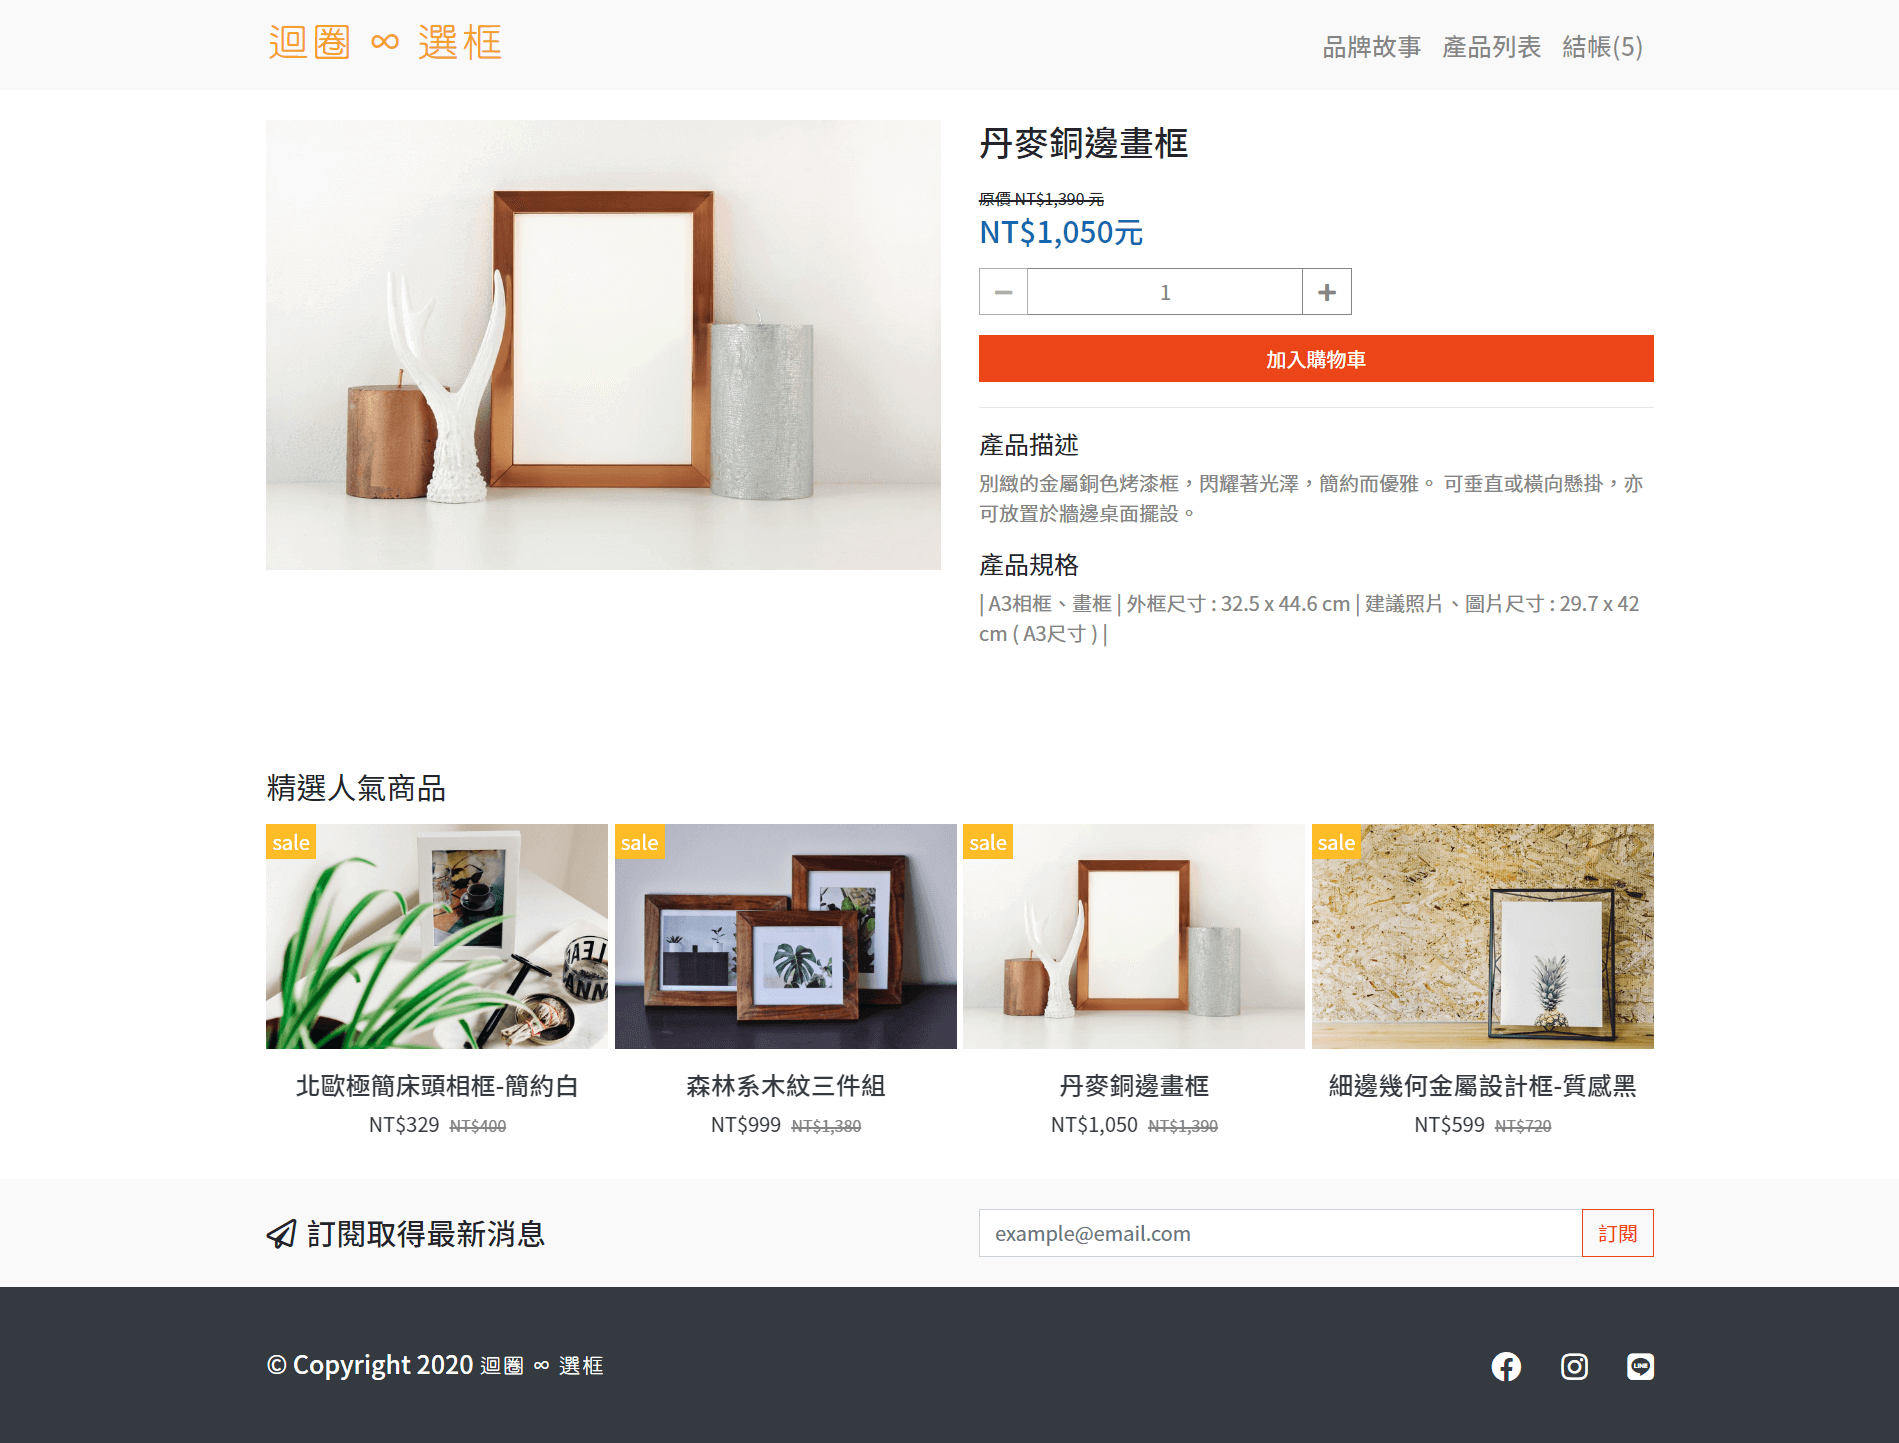 迴圈 ∞ 選框
品牌故事 產品列表 結帳(5)
丹麥銅邊畫框
原價 NT$1,390 元
NT$1,050元
1
加入購物車
產品描述
別緻的金屬銅色烤漆框，閃耀著光澤，簡約而優雅。 可垂直或橫向懸掛，亦
可放置於牆邊桌面擺設。
產品規格
| A3相框、畫框 | 外框尺寸 : 32.5 x 44.6 cm | 建議照片、圖片尺寸 : 29.7 x 42
cm ( A3尺寸 ) |
精選人氣商品
sale
sale
sale
sale
北歐極簡床頭相框-簡約白
NT$329 NT$400
森林系木紋三件組
NT$999 NT$1,380
丹麥銅邊畫框
NT$1,050 NT$1,390
細邊幾何金屬設計框-質感黑
NT$599 NT$720
訂閱取得最新消息
example@email.com
訂閱
© Copyright 2020 迴圈 ∞ 選框
LINE